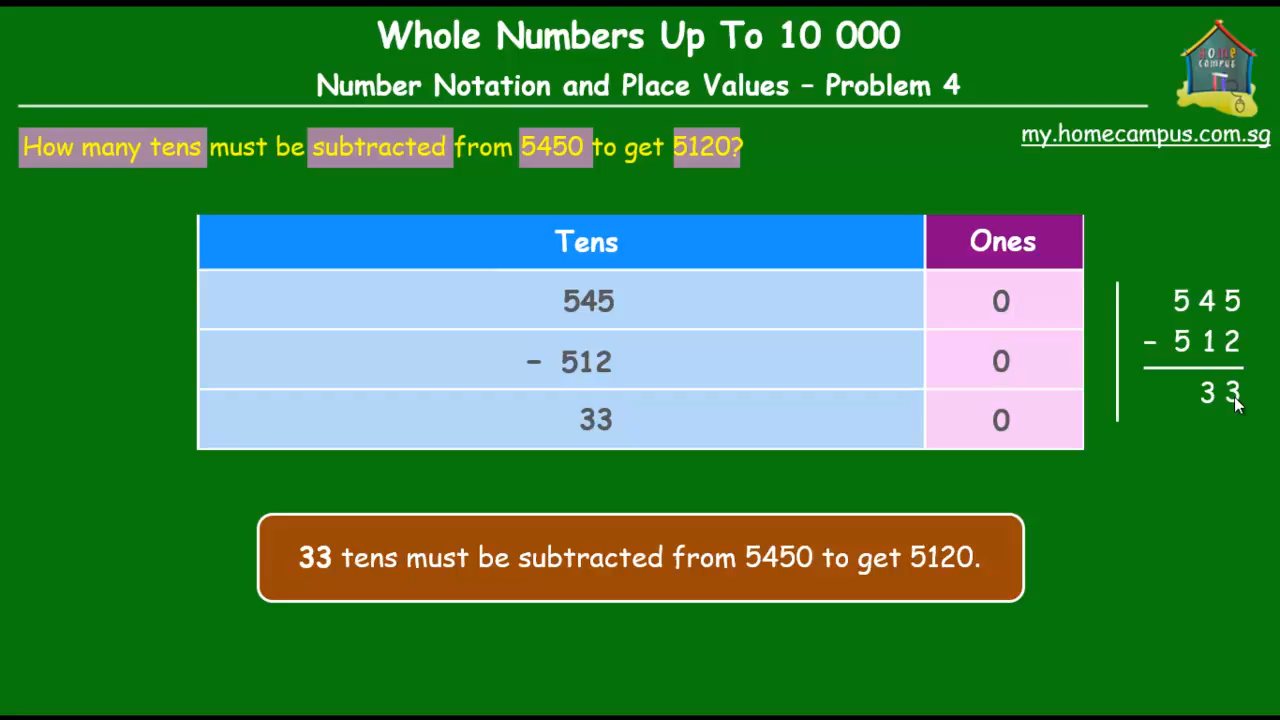 Whole Numbers Up To 10 000
Number Notation and Place Values – Problem 4
Home
campus
my.homecampus.com.sg
How many tens must be subtracted from 5450 to get 5120?
Tens Ones
545 0
– 512 0
33 0
5 4 5
– 5 1 2
3 3
33 tens must be subtracted from 5450 to get 5120.